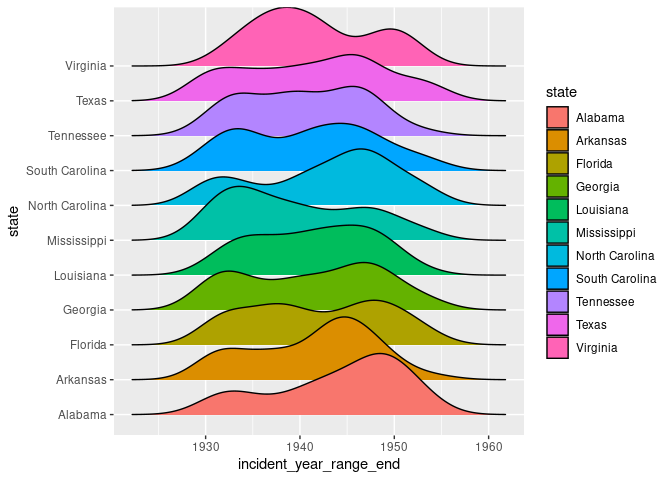 state
Virginia
Texas
Tennessee
South Carolina
North Carolina
Mississippi
Louisiana
Georgia
Florida
Arkansas
Alabama
1930 1940 1950 1960
incident_year_range_end
state
Alabama
Arkansas
Florida
Georgia
Louisiana
Mississippi
North Carolina
South Carolina
Tennessee
Texas
Virginia